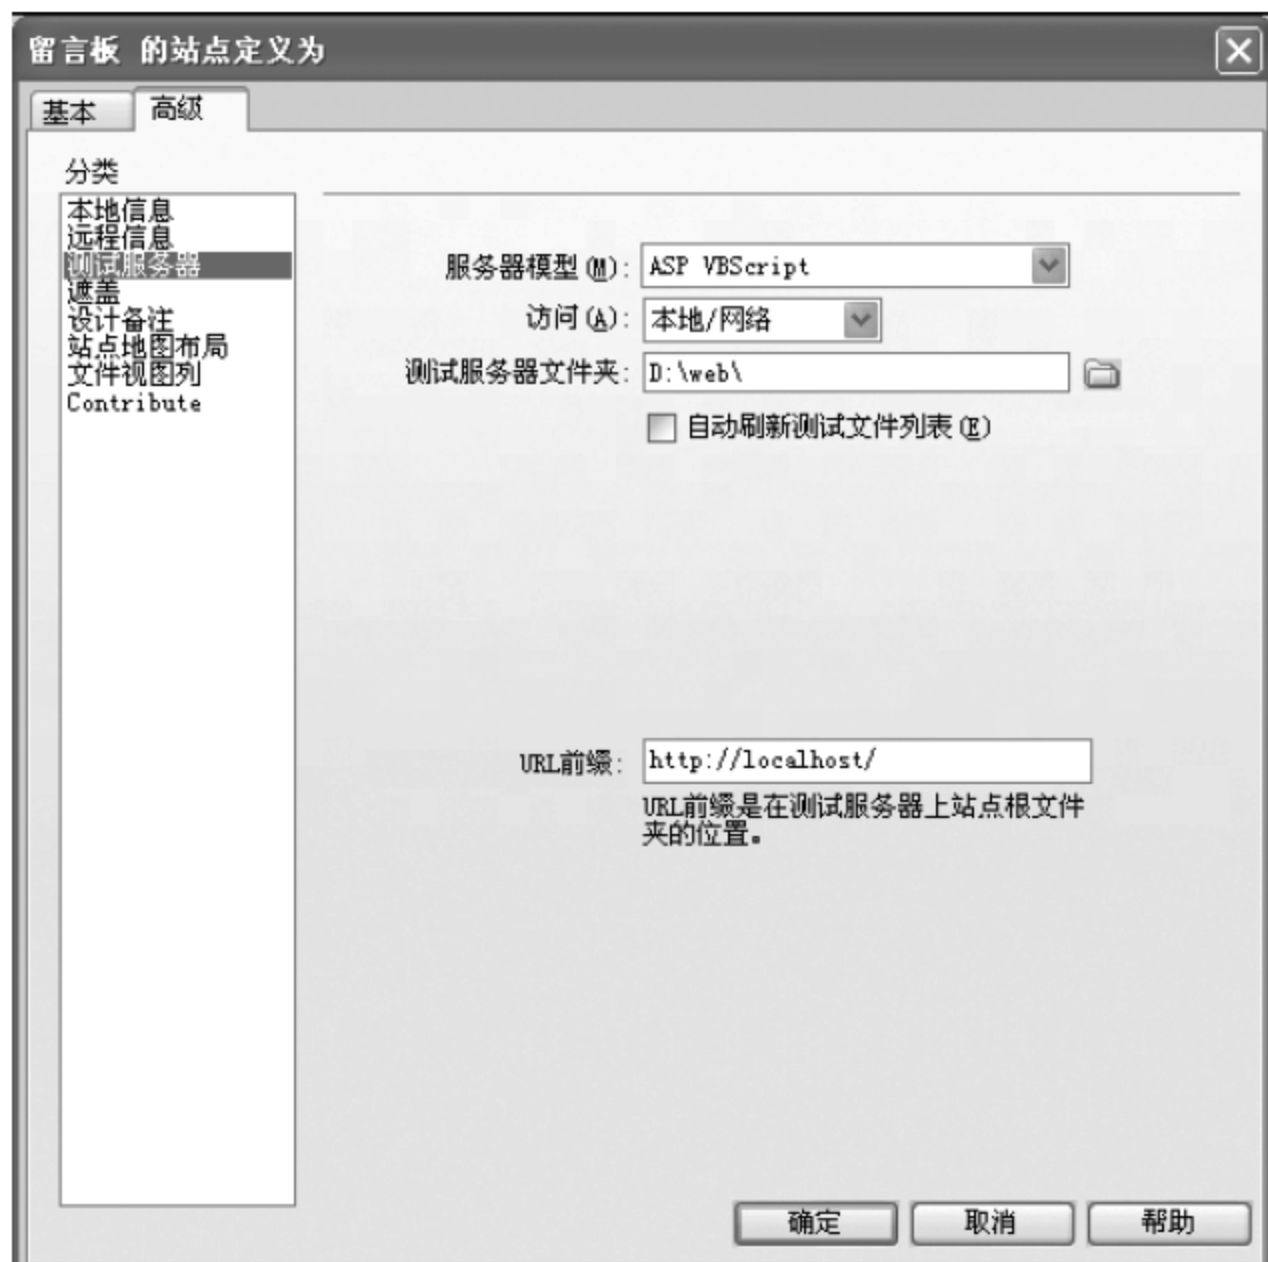 留言板 的站点定义为
基本 高级
分类
本地信息
远程信息
测试服务器
遮盖
设计备注
站点地图布局
文件视图列
Contribute
服务器模型(M): ASP VBScript
访问(A): 本地/网络
测试服务器文件夹: D:\web\
自动刷新测试文件列表(E)
URL前缀: http://localhost/
URL前缀是在测试服务器上站点根文件
夹的位置。
确定 取消 帮助